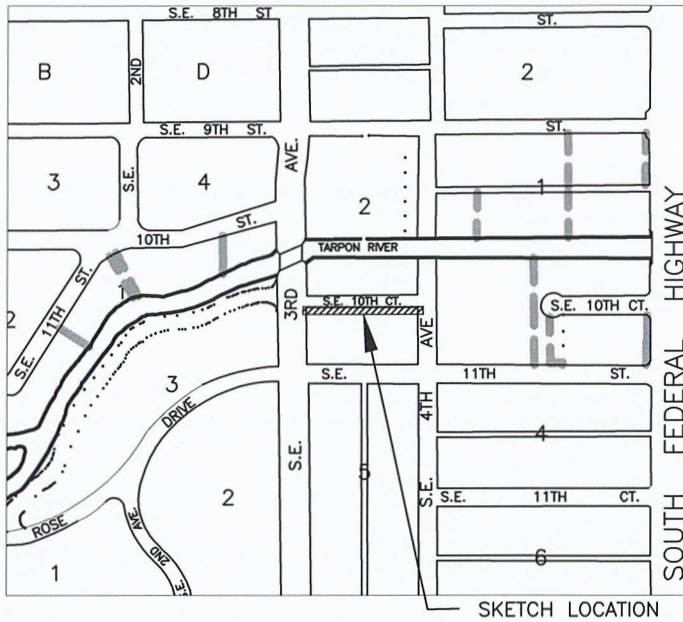 S.E. 8TH ST
ST.
B
2ND
D
2
S.E. 9TH ST.
ST.
AVE.
3
S.E.
4
2
1
10TH ST.
TARPON RIVER
HIGHWAY
1
2
S.E. 11TH ST.
3RD
S.E. 10TH CT.
S.E. 10TH CT.
AVE
3
S.E. 11TH ST.
DRIVE
4TH
FEDERAL
4
S.E.
5
2
S.E.
S.E. 11TH CT.
ROSE
S.E. 2ND AVE.
6
1
SOUTH
SKETCH LOCATION